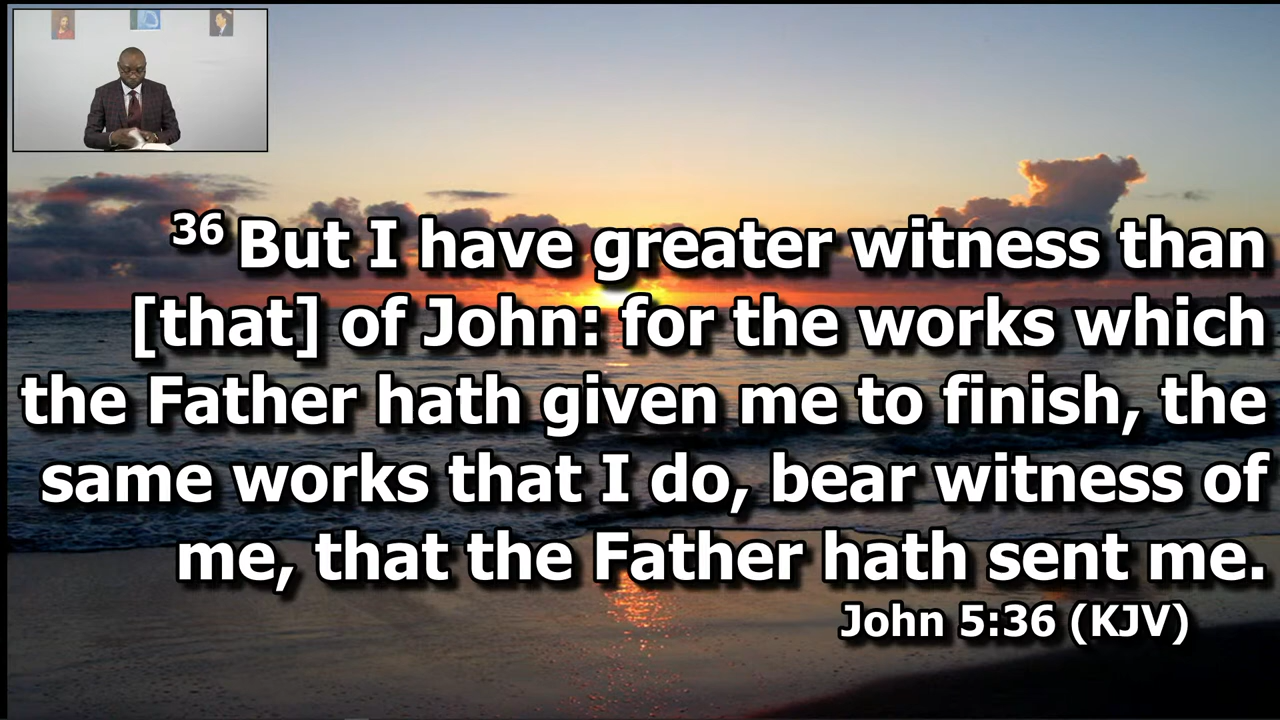 36 But I have greater witness than
[that] of John: for the works which
the Father hath given me to finish, the
same works that I do, bear witness of
me, that the Father hath sent me.
John 5:36 (KJV)